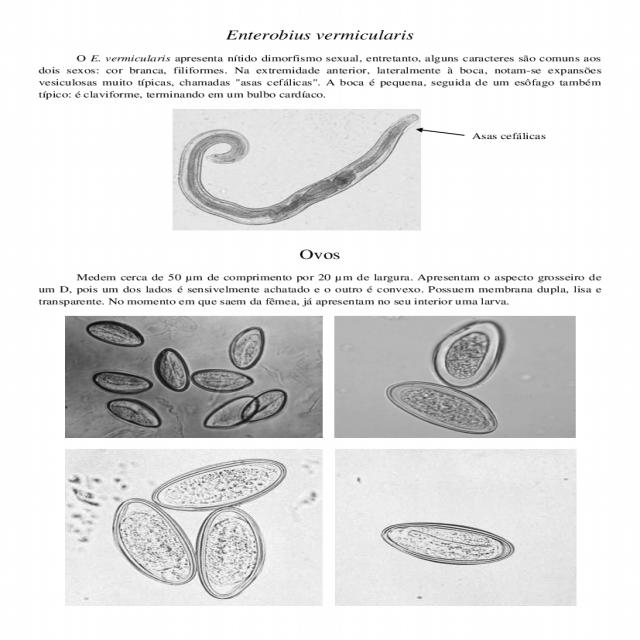 Enterobius vermicularis
O E. vermicularis apresenta nítido dimorfismo sexual, entretanto, alguns caracteres são comuns aos
dois sexos: cor branca, filiformes. Na extremidade anterior, lateralmente à boca, notam-se expansões
vesiculosas muito típicas, chamadas "asas cefálicas". A boca é pequena, seguida de um esôfago também
típico: é claviforme, terminando em um bulbo cardíaco.
Asas cefálicas
Ovos
Medem cerca de 50 µm de comprimento por 20 µm de largura. Apresentam o aspecto grosseiro de
um D, pois um dos lados é sensivelmente achatado e o outro é convexo. Possuem membrana dupla, lisa e
transparente. No momento em que saem da fêmea, já apresentam no seu interior uma larva.